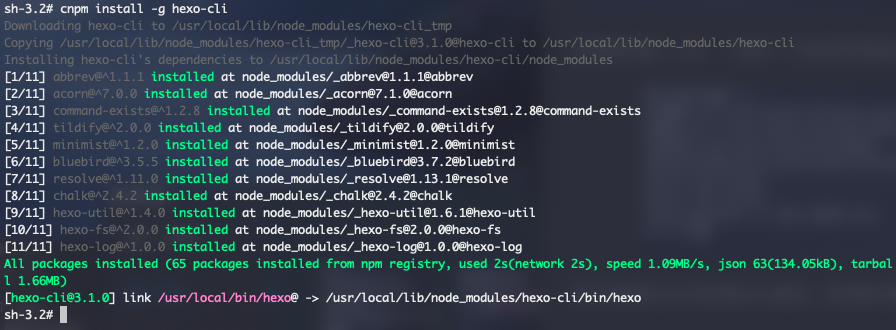 sh-3.2# cnpm install -g hexo-cli
Downloading hexo-cli to /usr/local/lib/node_modules/hexo-cli_tmp
Copying /usr/local/lib/node_modules/hexo-cli_tmp/_hexo-cli@3.1.0@hexo-cli to /usr/local/lib/node_modules/hexo-cli
Installing hexo-cli's dependencies to /usr/local/lib/node_modules/hexo-cli/node_modules
[1/11] abbrev@^1.1.1 installed at node_modules/_abbrev@1.1.1@abbrev
[2/11] acorn@^7.0.0 installed at node_modules/_acorn@7.1.0@acorn
[3/11] command-exists@^1.2.8 installed at node_modules/_command-exists@1.2.8@command-exists
[4/11] tildify@^2.0.0 installed at node_modules/_tildify@2.0.0@tildify
[5/11] minimist@^1.2.0 installed at node_modules/_minimist@1.2.0@minimist
[6/11] bluebird@^3.5.5 installed at node_modules/_bluebird@3.7.2@bluebird
[7/11] resolve@^1.11.0 installed at node_modules/_resolve@1.13.1@resolve
[8/11] chalk@^2.4.2 installed at node_modules/_chalk@2.4.2@chalk
[9/11] hexo-util@^1.4.0 installed at node_modules/_hexo-util@1.6.1@hexo-util
[10/11] hexo-fs@^2.0.0 installed at node_modules/_hexo-fs@2.0.0@hexo-fs
[11/11] hexo-log@^1.0.0 installed at node_modules/_hexo-log@1.0.0@hexo-log
All packages installed (65 packages installed from npm registry, used 2s(network 2s), speed 1.09MB/s, json 63(134.05kB), tarbal
l 1.66MB)
[hexo-cli@3.1.0] link /usr/local/bin/hexo@ -> /usr/local/lib/node_modules/hexo-cli/bin/hexo
sh-3.2#